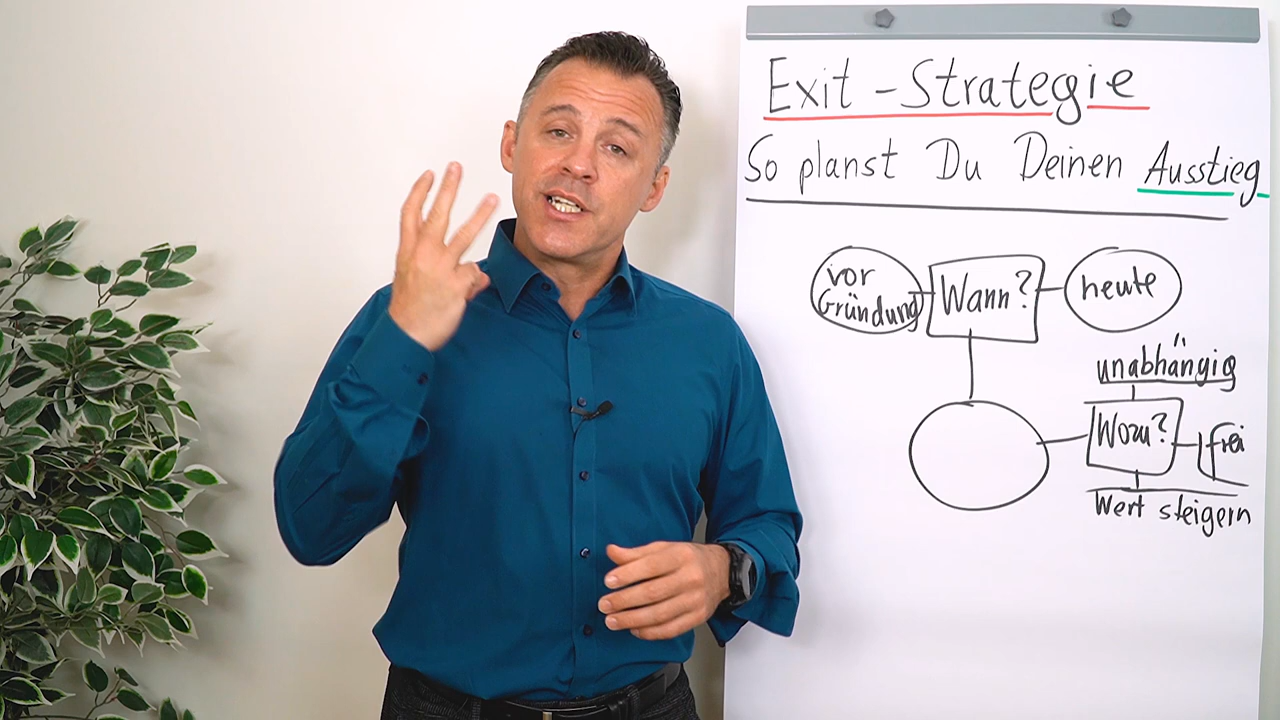 Exit - Strategie
So planst Du Deinen Ausstieg
vor
Gründung
Wann?
heute
unabhängig
Wozu?
frei
Wert steigern